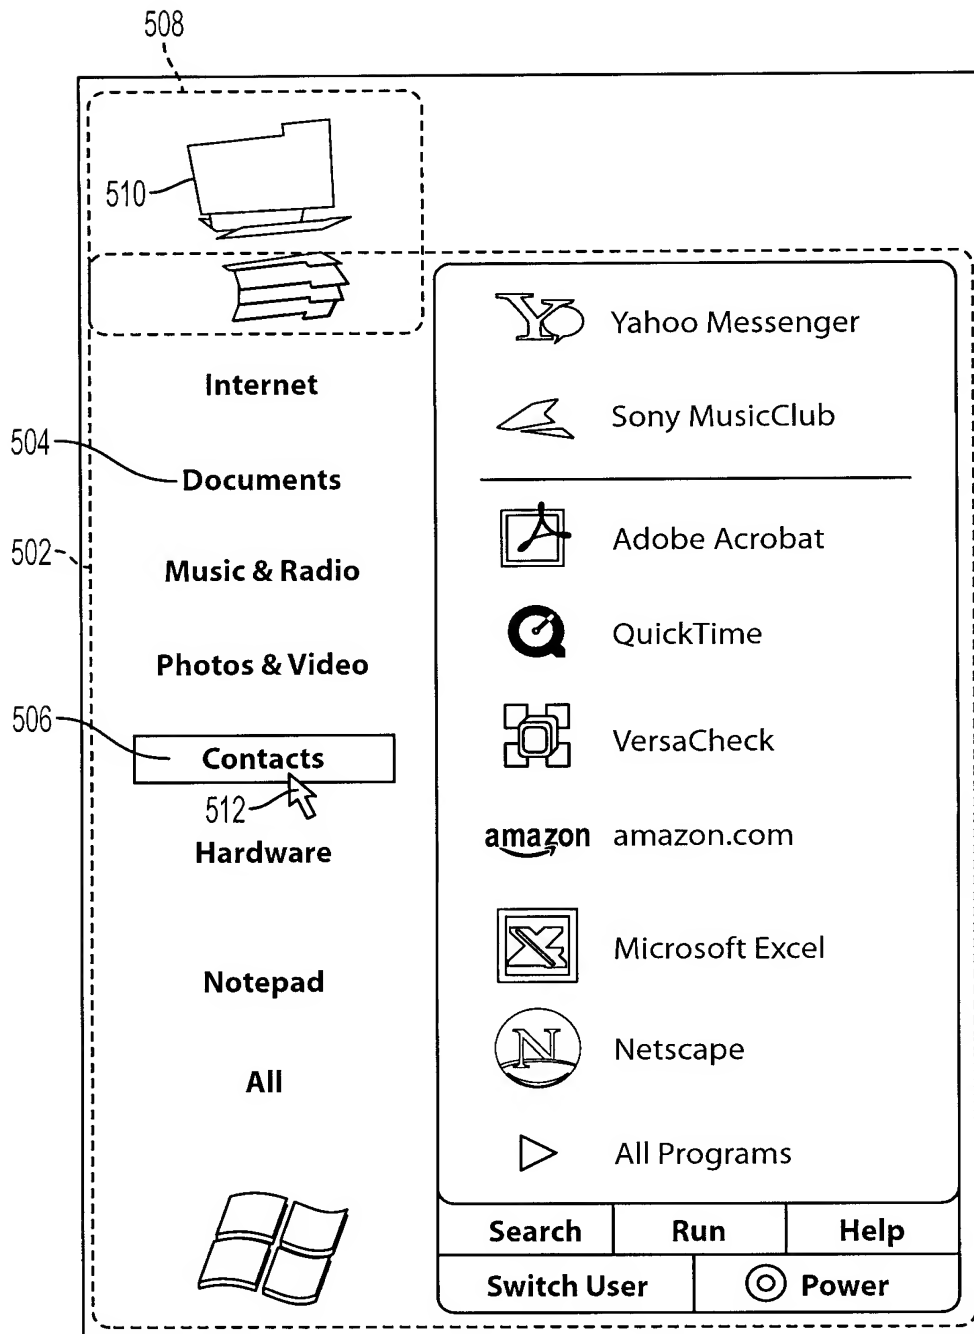 508
510
Internet
504
Documents
502
Music & Radio
Photos & Video
506
Contacts
512
Hardware
Notepad
All
Y Yahoo Messenger
Sony MusicClub
Adobe Acrobat
QuickTime
VersaCheck
amazon amazon.com
Microsoft Excel
N Netscape
All Programs
Search Run Help
Switch User Power